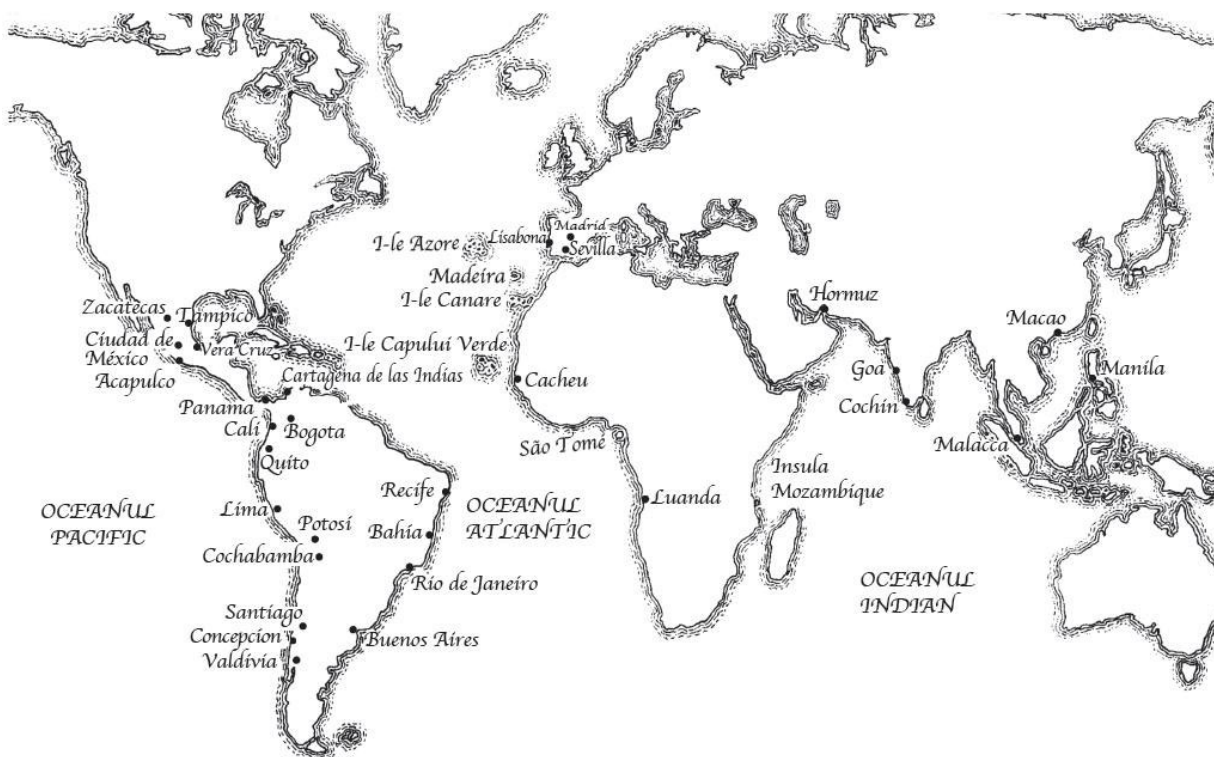 Madrid
Lisabona
I-le Azore
Sevilla
Madeira
I-le Canare
Hormuz
Zacatecas
Tampico
Macao
Ciudad de
México
Vera Cruz
I-le Capului Verde
Acapulco
Cartagena de las Indias
Cacheu
Goa
Manila
Panama
Cochin
Cali
Bogota
São Tomé
Malacca
Quito
Insula
Mozambique
Recife
OCEANUL
ATLANTIC
Luanda
OCEANUL
PACIFIC
Lima
Potosí
Bahia
Cochabamba
Rio de Janeiro
OCEANUL
INDIAN
Santiago
Concepcion
Buenos Aires
Valdivia